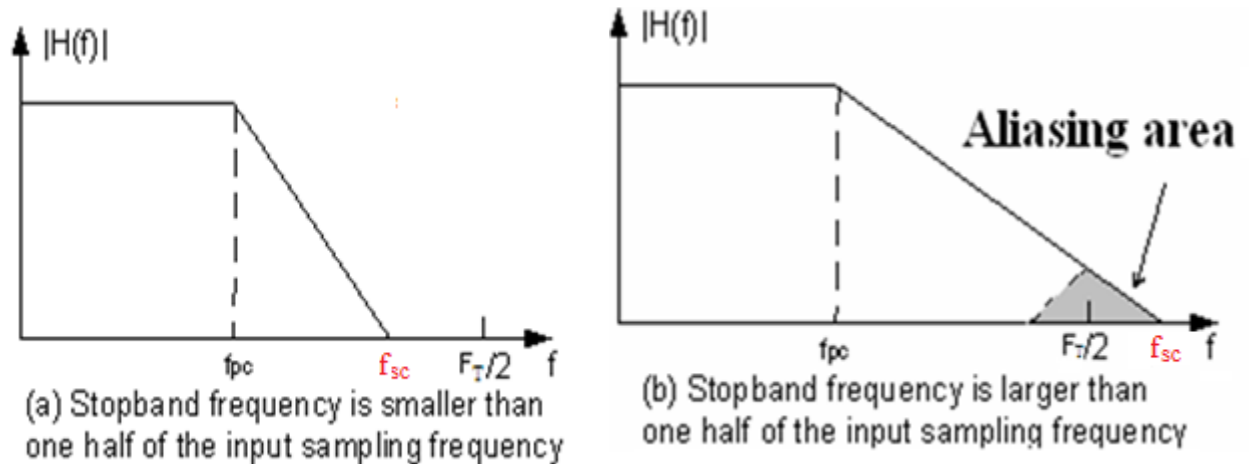 |H(f)|
fpc
fsc
FT/2
f
(a) Stopband frequency is smaller than
one half of the input sampling frequency
|H(f)|
Aliasing area
fpc
FT/2
fsc
f
(b) Stopband frequency is larger than
one half of the input sampling frequency